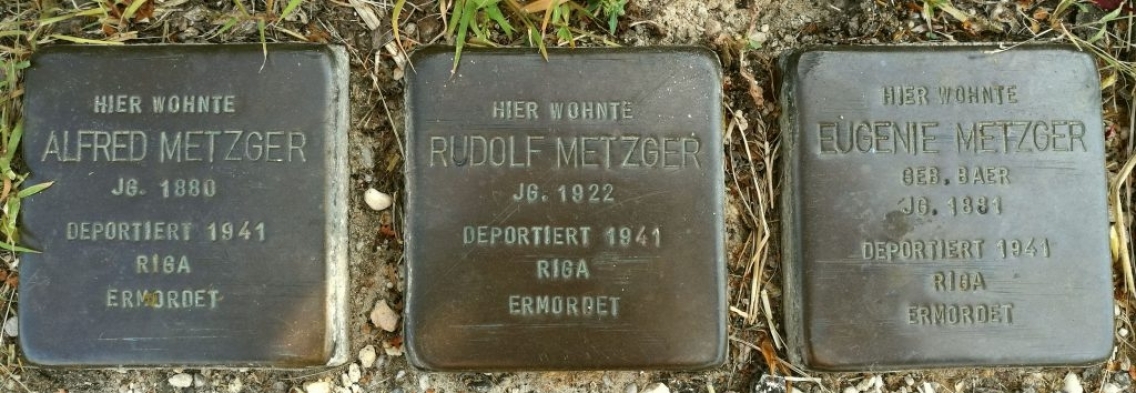 HIER WOHNTE
ALFRED METZGER
JG. 1880
DEPORTIERT 1941
RIGA
ERMORDET
HIER WOHNTE
RUDOLF METZGER
JG. 1922
DEPORTIERT 1941
RIGA
ERMORDET
HIER WOHNTE
EUGENIE METZGER
GEB. BAER
JG. 1881
DEPORTIERT 1941
RIGA
ERMORDET